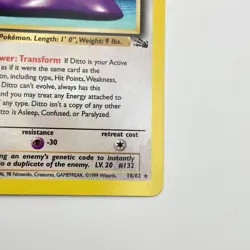 Pokémon. Length: 1' 0", Weight: 9 lbs.
wer: Transform) If Ditto is your Active
as if it were the same card as the
on, including type, Hit Points, Weakness,
Ditto can't evolve, always has this
you may treat any Energy attached to
of any type. Ditto isn't a copy of any other
o is Asleep, Confused, or Paralyzed.
resistance
retreat cost
-30
ing an enemy's genetic code to instantly
o a duplicate of the enemy. LV. 20 #132
, 98 Nintendo, Creatures, GAMEFREAK. ©1999 Wizards.
18/62